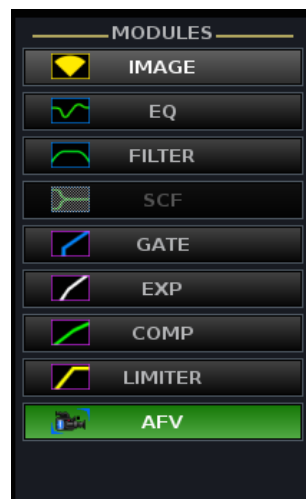 MODULES
IMAGE
EQ
FILTER
SCF
GATE
EXP
COMP
LIMITER
AFV